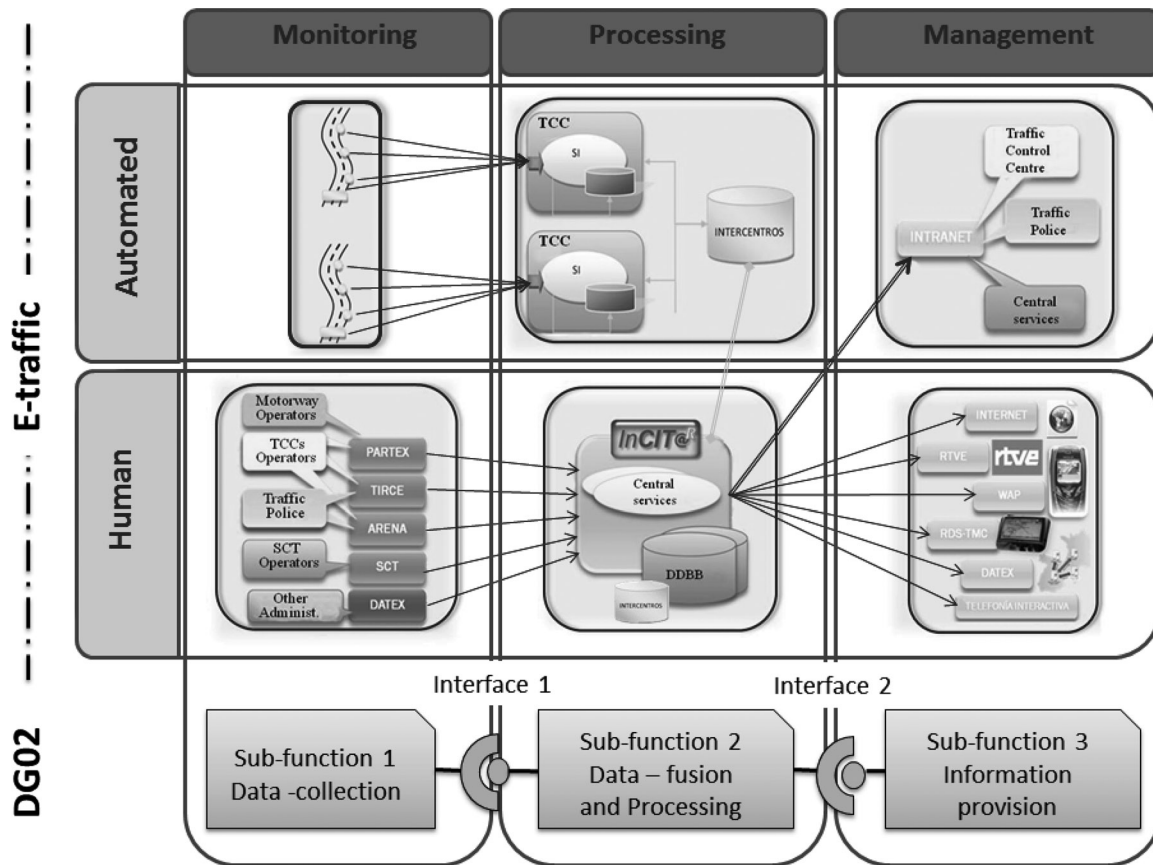 Monitoring
Processing
Management
E-traffic
Automated
TCC
SI
TCC
SI
INTERCENTROS
Traffic
Control
Centre
INTRANET
Traffic
Police
Central
services
Human
Motorway
Operators
TCCs
Operators
Traffic
Police
SCT
Operators
Other
Administ.
PARTEX
TIRCE
ARENA
SCT
DATEX
InCIT@
Central
services
DDBB
INTERCENTROS
INTERNET
RTVE
rtve
WAP
RDS-TMC
DATEX
TELEFONÍA INTERACTIVA
Interface 1
Interface 2
DG02
Sub-function 1
Data -collection
Sub-function 2
Data – fusion
and Processing
Sub-function 3
Information
provision